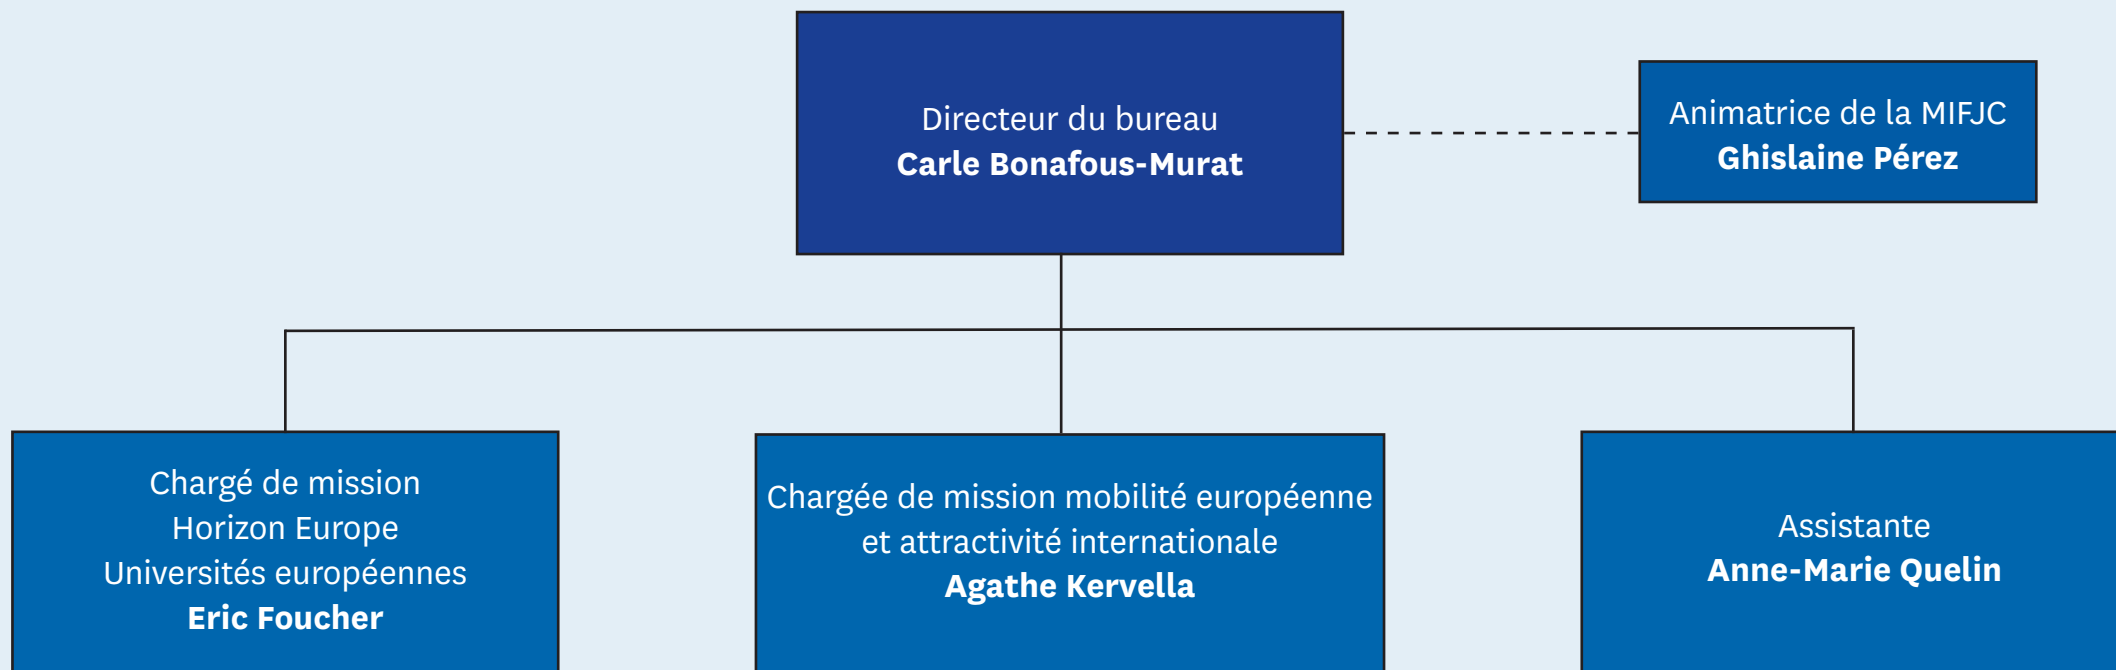 Directeur du bureau
Carle Bonafous-Murat
Animatrice de la MIFJC
Ghislaine Pérez
Chargé de mission
Horizon Europe
Universités européennes
Eric Foucher
Chargée de mission mobilité européenne
et attractivité internationale
Agathe Kervella
Assistante
Anne-Marie Quelin